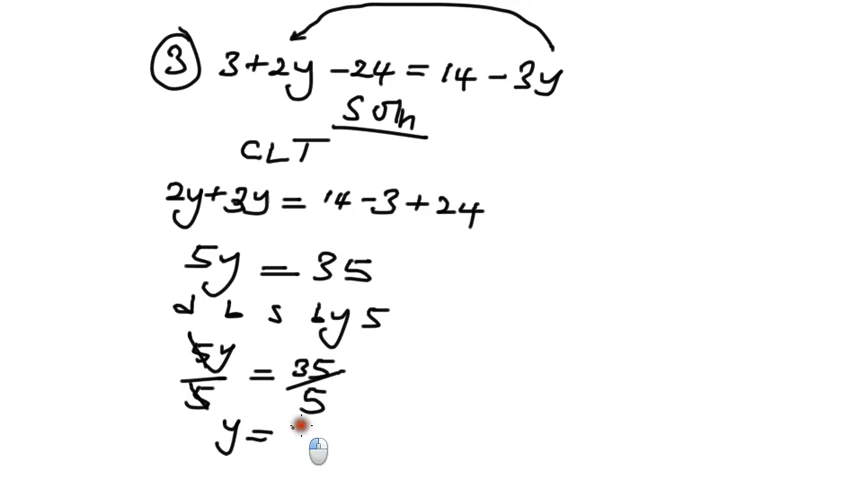 3 3+2y-24=14-3y
Soln
CLT
2y+3y=14-3+24
5y=35
d b s by 5
5y/5=35/5
y=